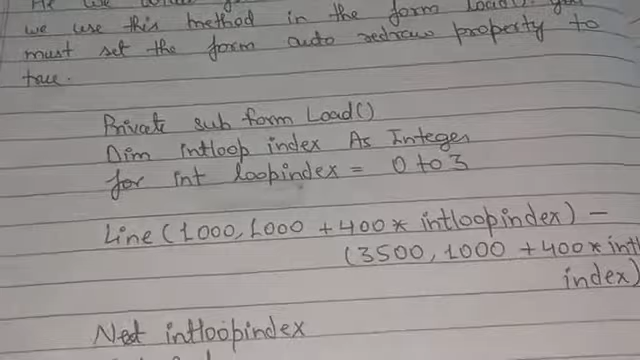 we use this method in the form Load().
must set the form auto redraw property to
true.
Private sub form Load()
Dim intloop index As Integer
for int loopindex = 0 to 3
Line (1000, 1000 + 400 * intloopindex) -
(3500, 1000 + 400 * intl
index)
Next intloopindex